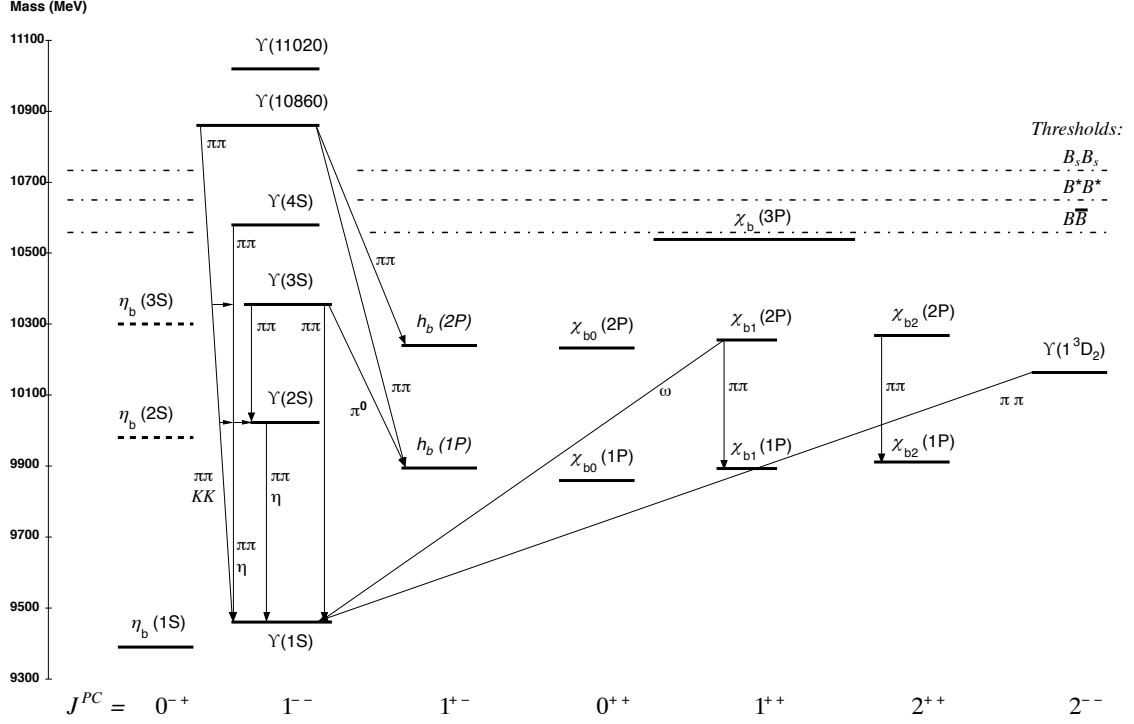 Mass (MeV)
11100
ϒ(11020)
10900
ϒ(10860)
ππ
Thresholds:
BₛBₛ
10700
B*B*
ϒ(4S)
χ_b (3P)
BB̅
10500
ππ
ππ
ϒ(3S)
η_b (3S)
10300
ππ
ππ
h_b (2P)
χ_b0 (2P)
χ_b1 (2P)
χ_b2 (2P)
ϒ(1³D₂)
ππ
ππ
ππ
ω
π π
10100
ϒ(2S)
π⁰
η_b (2S)
h_b (1P)
χ_b0 (1P)
χ_b1 (1P)
χ_b2 (1P)
9900
ππ
KK
ππ
η
9700
ππ
η
9500
η_b (1S)
ϒ(1S)
9300
J^PC =
0⁻⁺
1⁻⁻
1⁺⁻
0⁺⁺
1⁺⁺
2⁺⁺
2⁻⁻